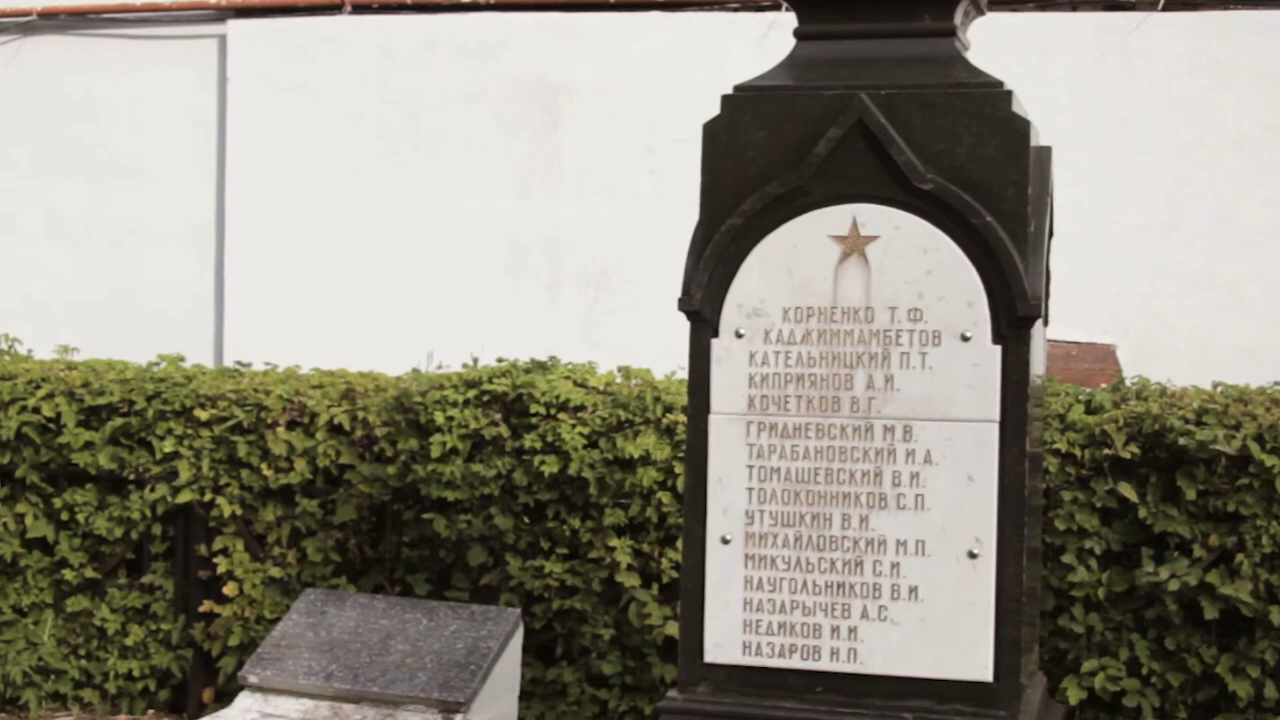 КОРНЕНКО Т.Ф.
КАДЖИММАМБЕТОВ
КАТЕЛЬНИЦКИЙ П.Т.
КИПРИЯНОВ А.И.
КОЧЕТКОВ В.Г.
ГРИДНЕВСКИЙ М.В.
ТАРАБАНОВСКИЙ И.А.
ТОМАШЕВСКИЙ В.И.
ТОЛОКОННИКОВ С.П.
УТУШКИН В.И.
МИХАЙЛОВСКИЙ М.П.
МИКУЛЬСКИЙ С.И.
НАУГОЛЬНИКОВ В.И.
НАЗАРЫЧЕВ А.С.
НЕДИКОВ И.И.
НАЗАРОВ Н.П.